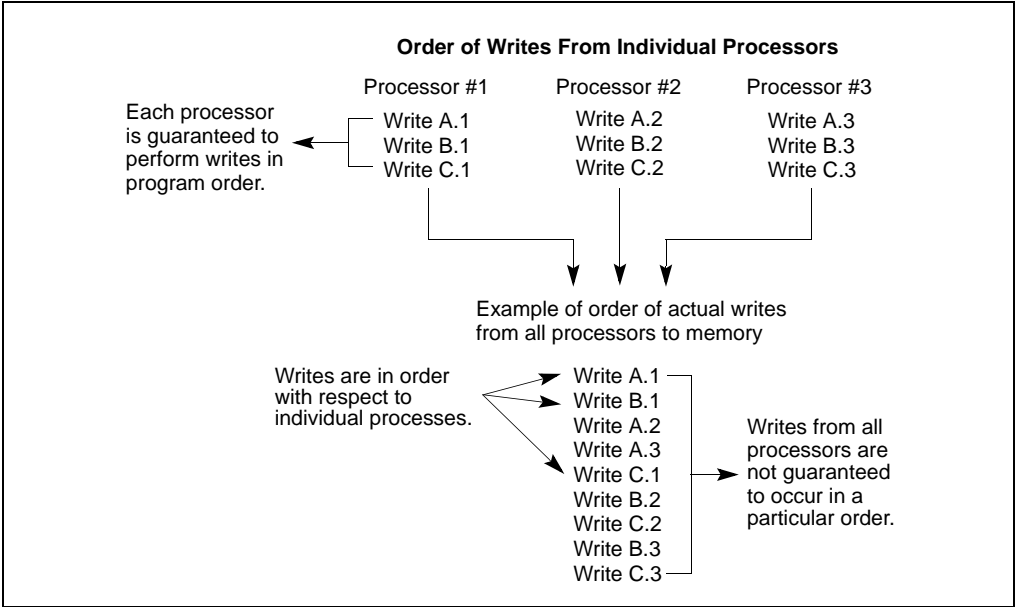 Order of Writes From Individual Processors
Processor #1
Processor #2
Processor #3
Each processor
is guaranteed to
perform writes in
program order.
Write A.1
Write B.1
Write C.1
Write A.2
Write B.2
Write C.2
Write A.3
Write B.3
Write C.3
Example of order of actual writes
from all processors to memory
Writes are in order
with respect to
individual processes.
Write A.1
Write B.1
Write A.2
Write A.3
Write C.1
Write B.2
Write C.2
Write B.3
Write C.3
Writes from all
processors are
not guaranteed
to occur in a
particular order.